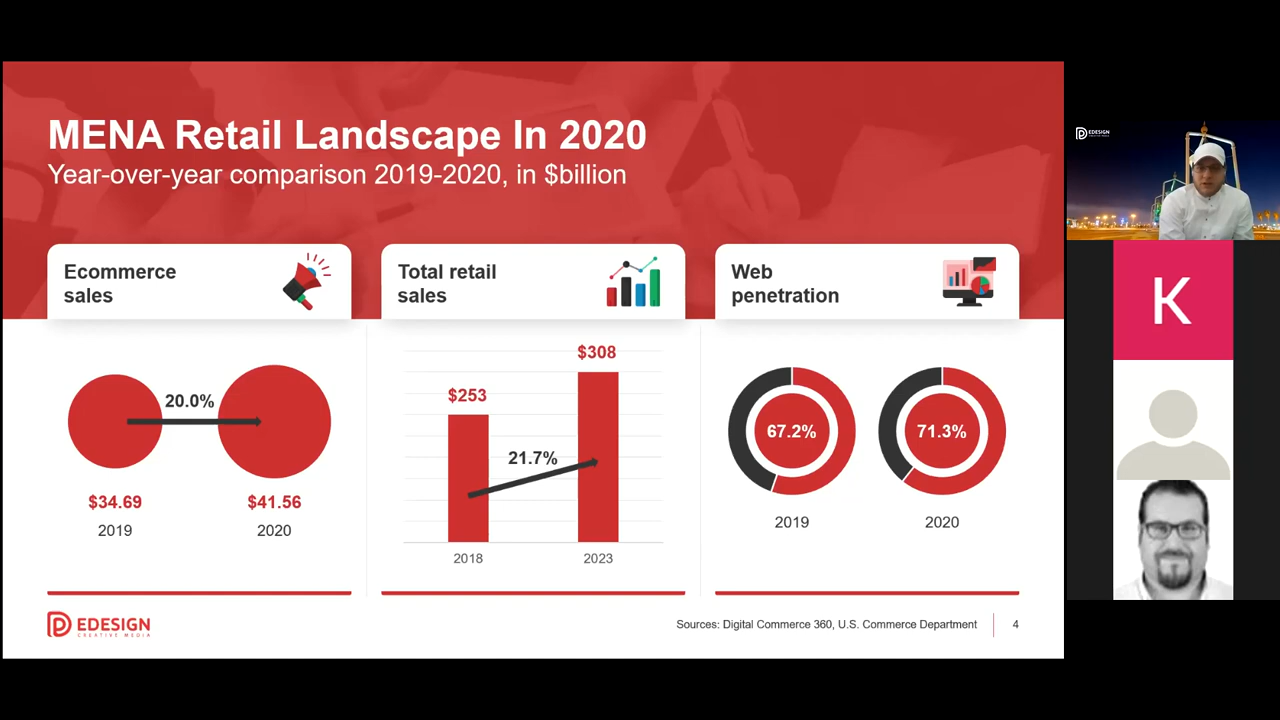 MENA Retail Landscape In 2020
Year-over-year comparison 2019-2020, in $billion
Ecommerce
sales
20.0%
$34.69
$41.56
2019
2020
Total retail
sales
$308
$253
21.7%
2018
2023
Web
penetration
67.2%
71.3%
2019
2020
EDESIGN
CREATIVE MEDIA
Sources: Digital Commerce 360, U.S. Commerce Department
4
EDESIGN
K